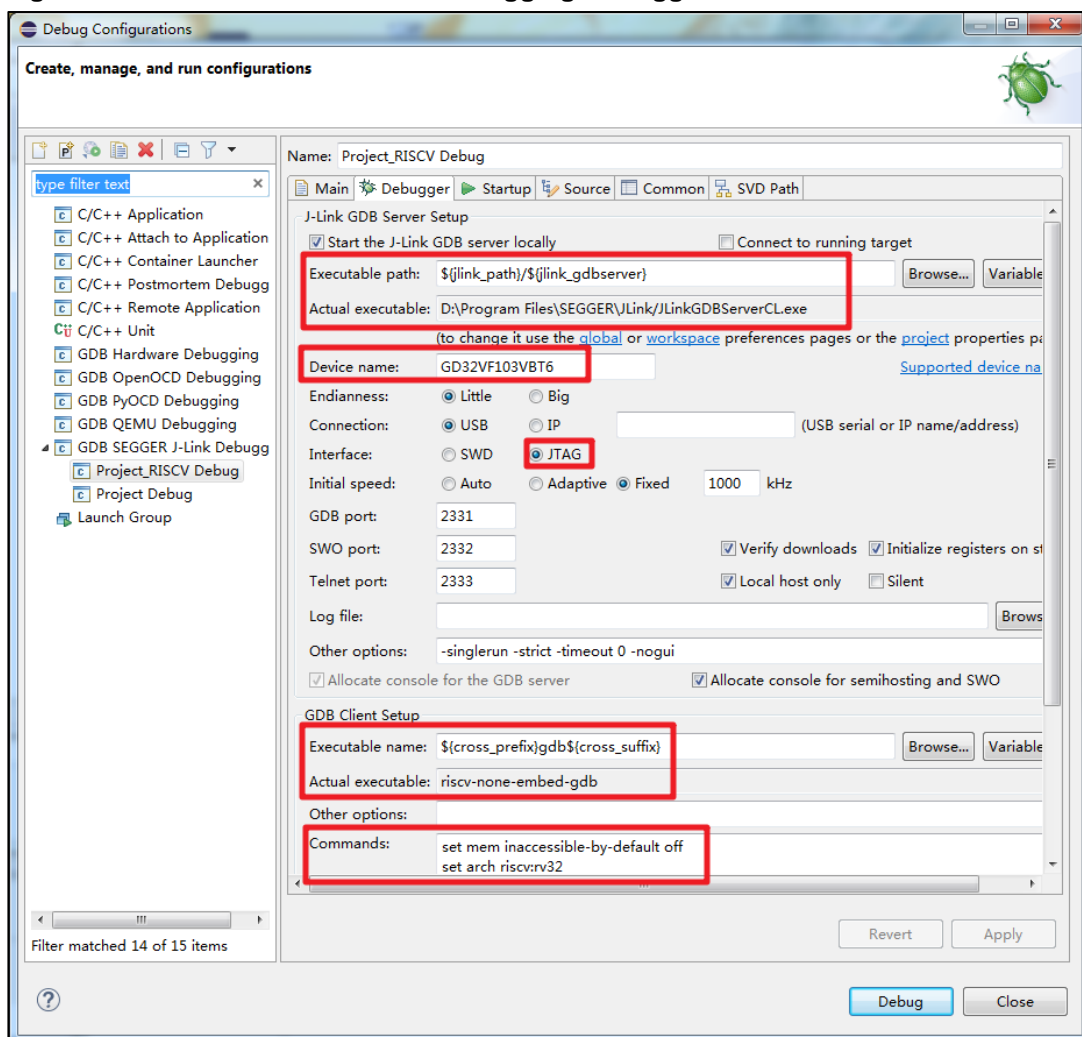 Debug Configurations
Create, manage, and run configurations
type filter text
C/C++ Application
C/C++ Attach to Application
C/C++ Container Launcher
C/C++ Postmortem Debugg
C/C++ Remote Application
C/C++ Unit
GDB Hardware Debugging
GDB OpenOCD Debugging
GDB PyOCD Debugging
GDB QEMU Debugging
GDB SEGGER J-Link Debugg
Project_RISCV Debug
Project Debug
Launch Group
Filter matched 14 of 15 items
Name: Project_RISCV Debug
Main Debugger Startup Source Common SVD Path
J-Link GDB Server Setup
Start the J-Link GDB server locally Connect to running target
Executable path: ${jlink_path}/${jlink_gdbserver} Browse... Variable
Actual executable: D:\Program Files\SEGGER\JLink/JLinkGDBServerCL.exe
(to change it use the global or workspace preferences pages or the project properties pa
Device name: GD32VF103VBT6 Supported device na
Endianness: Little Big
Connection: USB IP (USB serial or IP name/address)
Interface: SWD JTAG
Initial speed: Auto Adaptive Fixed 1000 kHz
GDB port: 2331
SWO port: 2332 Verify downloads Initialize registers on st
Telnet port: 2333 Local host only Silent
Log file: Brows
Other options: -singlerun -strict -timeout 0 -nogui
Allocate console for the GDB server Allocate console for semihosting and SWO
GDB Client Setup
Executable name: ${cross_prefix}gdb${cross_suffix} Browse... Variable
Actual executable: riscv-none-embed-gdb
Other options:
Commands: set mem inaccessible-by-default off
set arch riscv:rv32
Revert Apply
Debug Close